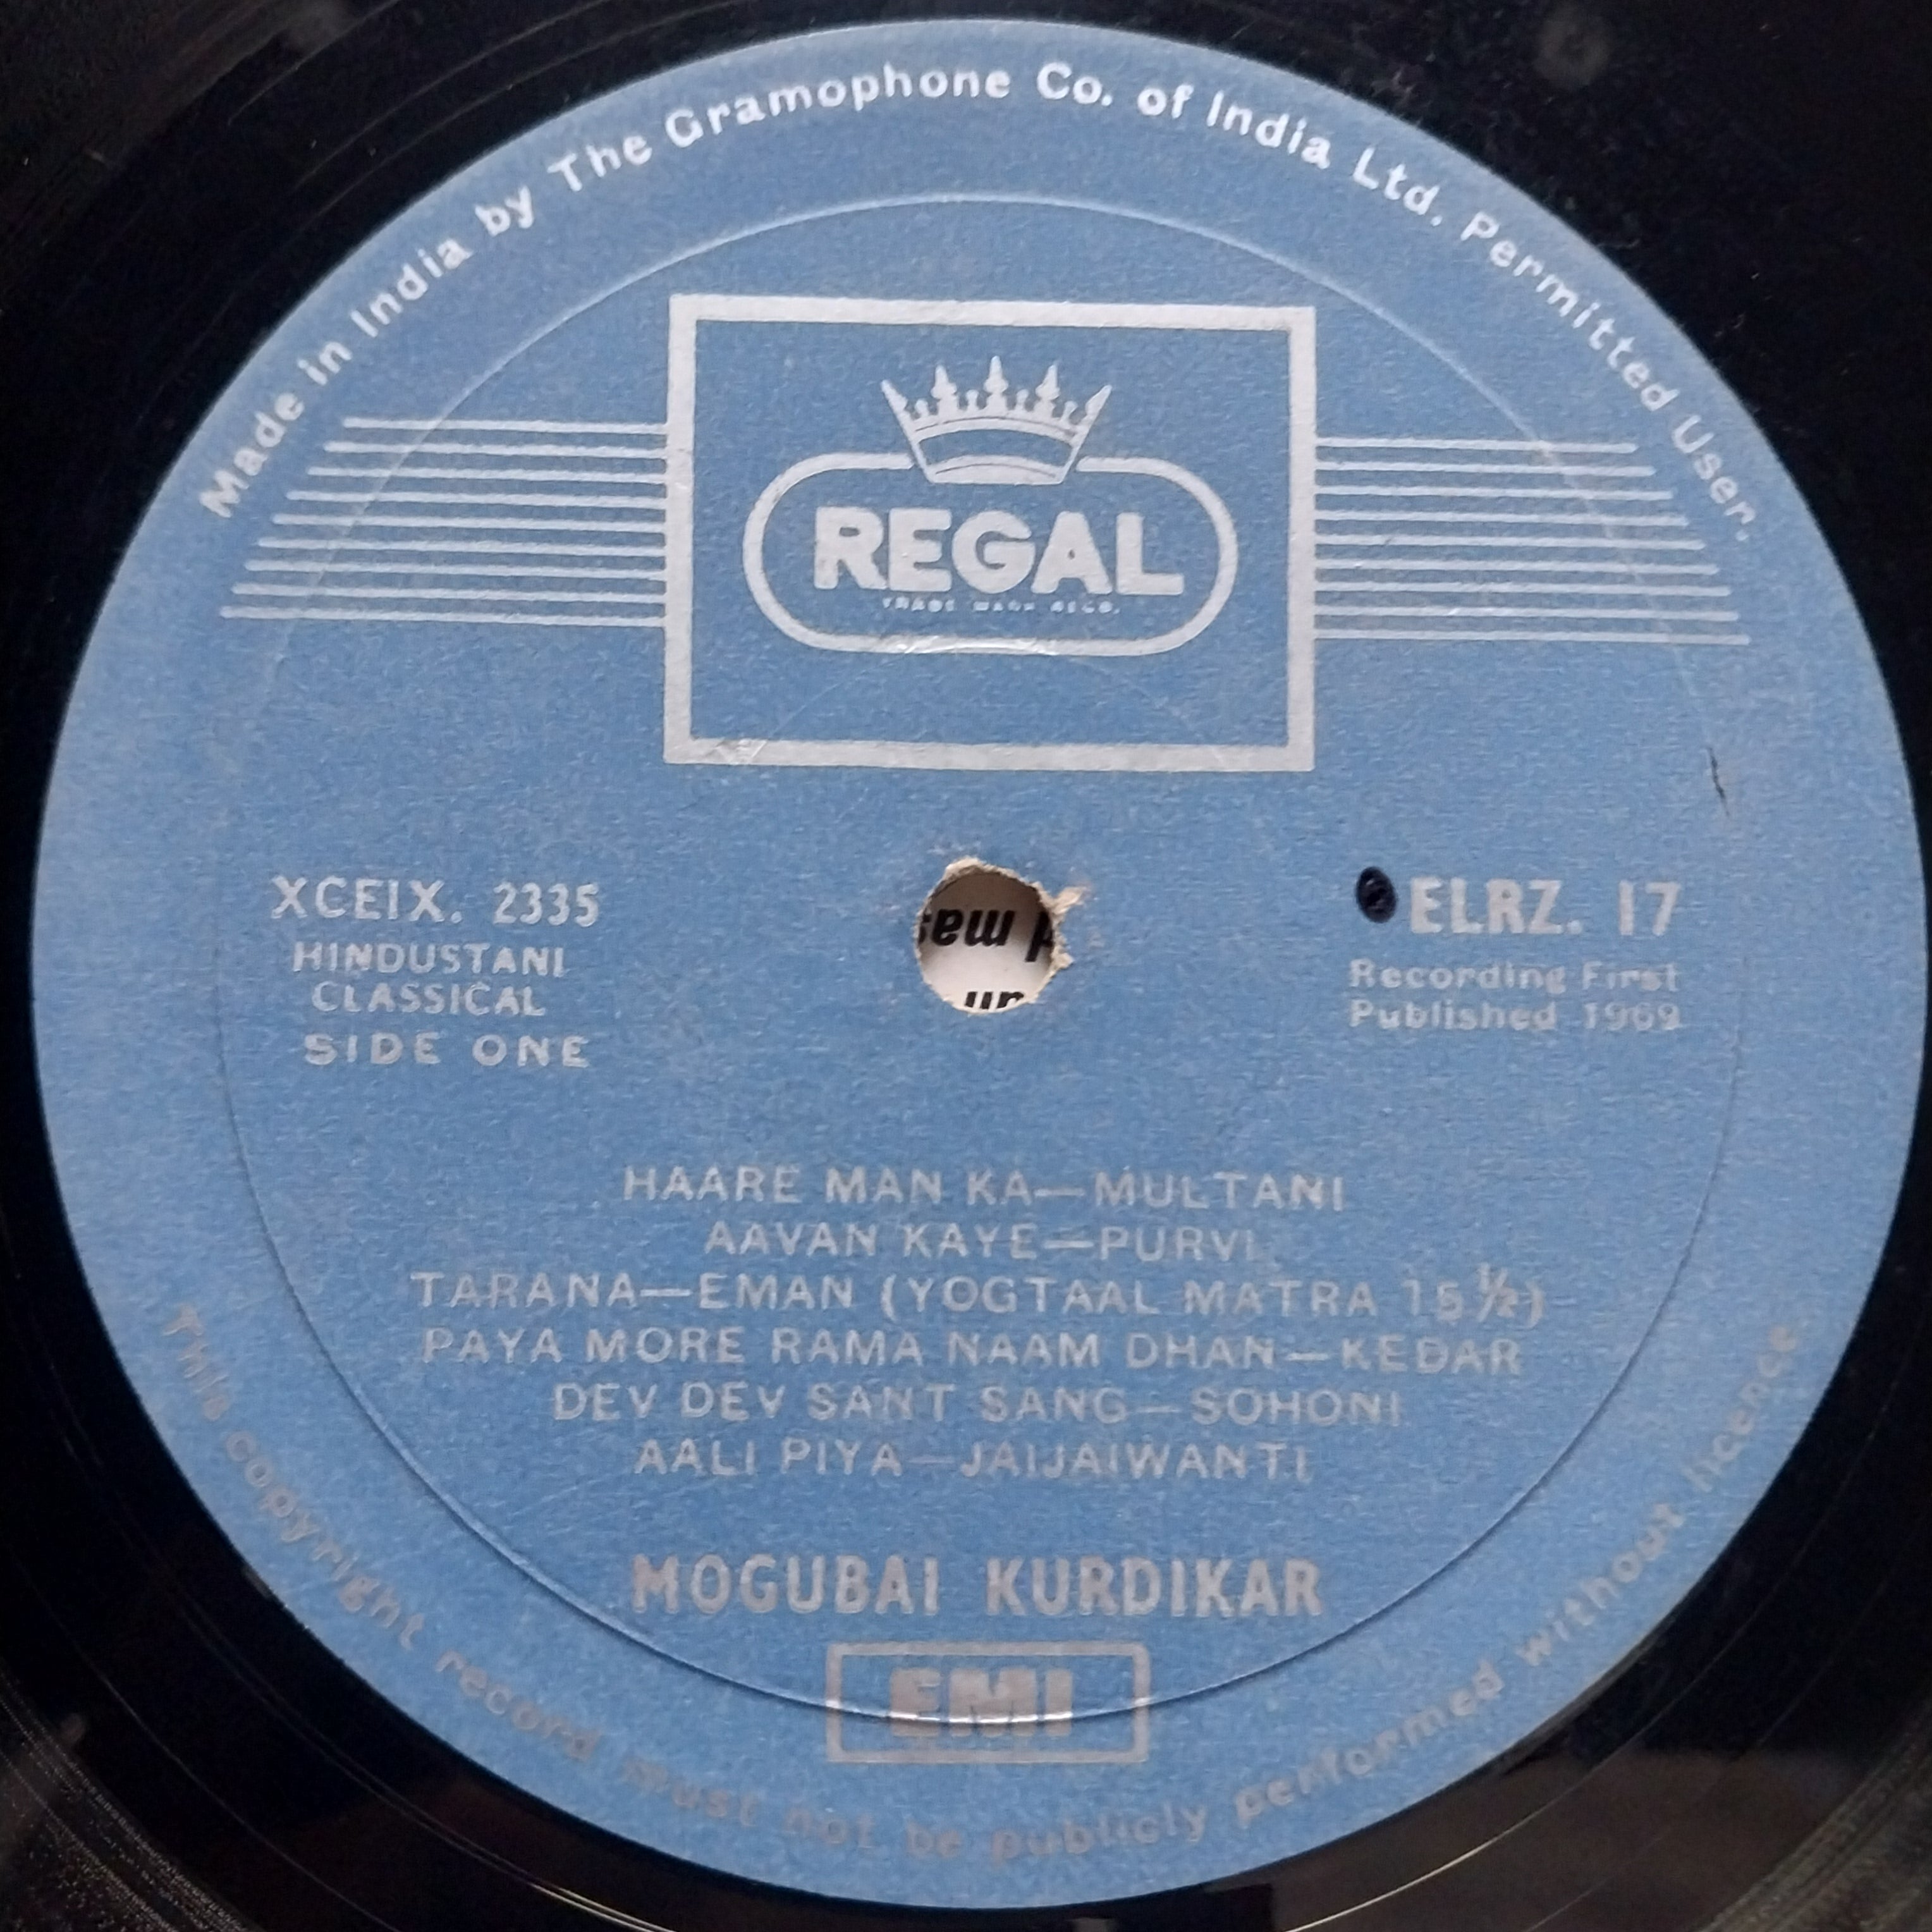 Made in India by The Gramophone Co. of India Ltd. Permitted User.
REGAL
TRADE MARK REGD.
XCEIX. 2335
HINDUSTANI
CLASSICAL
SIDE ONE
ELRZ. 17
Recording First
Published 1969
HAARE MAN KA—MULTANI
AAVAN KAYE—PURVI
TARANA—EMAN (YOGTAAL MATRA 15½)
PAYA MORE RAMA NAAM DHAN—KEDAR
DEV DEV SANT SANG—SOHONI
AALI PIYA—JAIJAIWANTI
MOGUBAI KURDIKAR
EMI
This copyright record must not be publicly performed without licence.